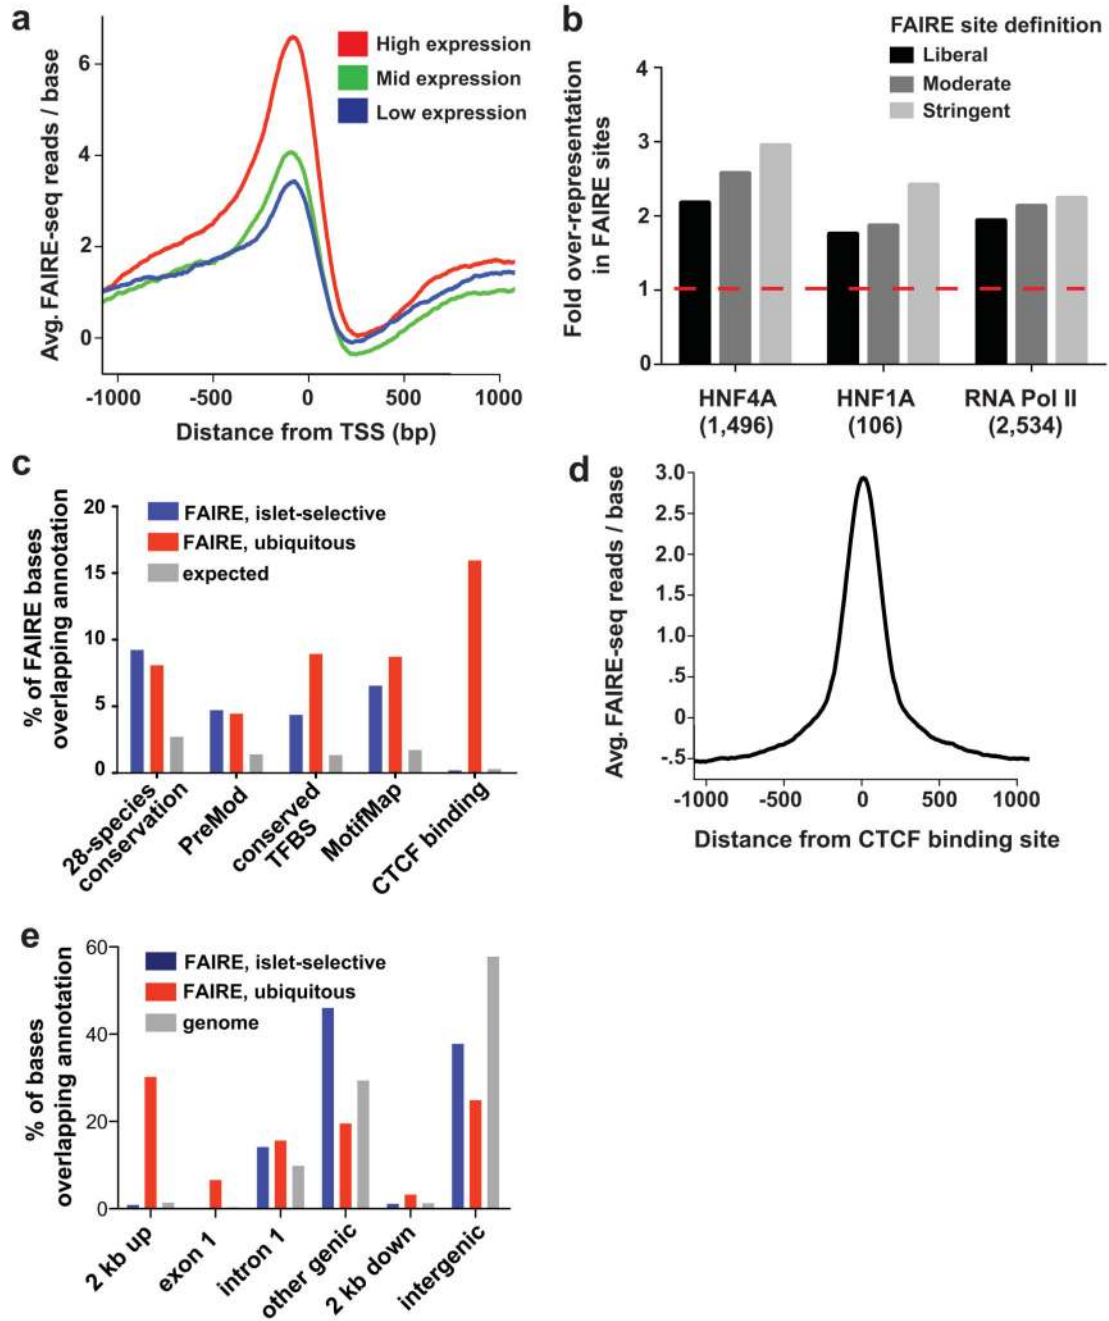 a
Avg. FAIRE-seq reads / base
6
4
2
0
-1000
-500
0
500
1000
Distance from TSS (bp)
High expression
Mid expression
Low expression
b
FAIRE site definition
Liberal
Moderate
Stringent
Fold over-representation
in FAIRE sites
4
3
2
1
0
HNF4A
(1,496)
HNF1A
(106)
RNA Pol II
(2,534)
c
% of FAIRE bases
overlapping annotation
20
15
10
5
0
FAIRE, islet-selective
FAIRE, ubiquitous
expected
28-species
conservation
PreMod
conserved
TFBS
MotifMap
CTCF binding
d
Avg. FAIRE-seq reads / base
3.0
2.5
2.0
1.5
3.0
.5
0
-.5
-1000
-500
0
500
1000
Distance from CTCF binding site
e
% of bases
overlapping annotation
60
40
20
0
FAIRE, islet-selective
FAIRE, ubiquitous
genome
2 kb up
exon 1
intron 1
other genic
2 kb down
intergenic